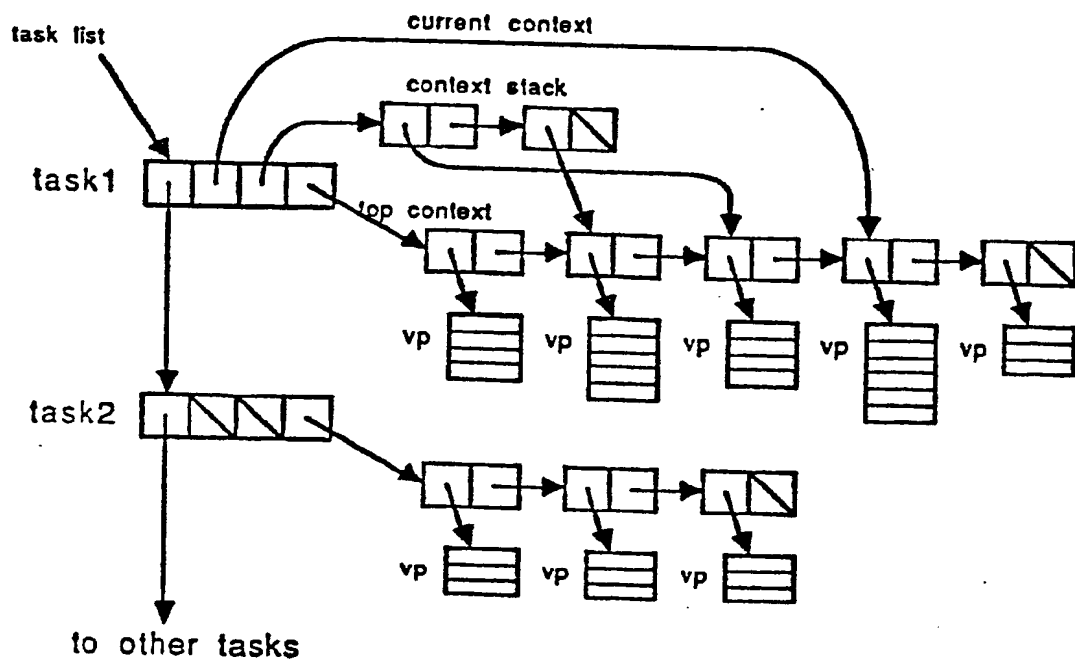 task list
current context
context stack
task1
top context
vp vp vp vp vp
task2
vp vp vp
to other tasks